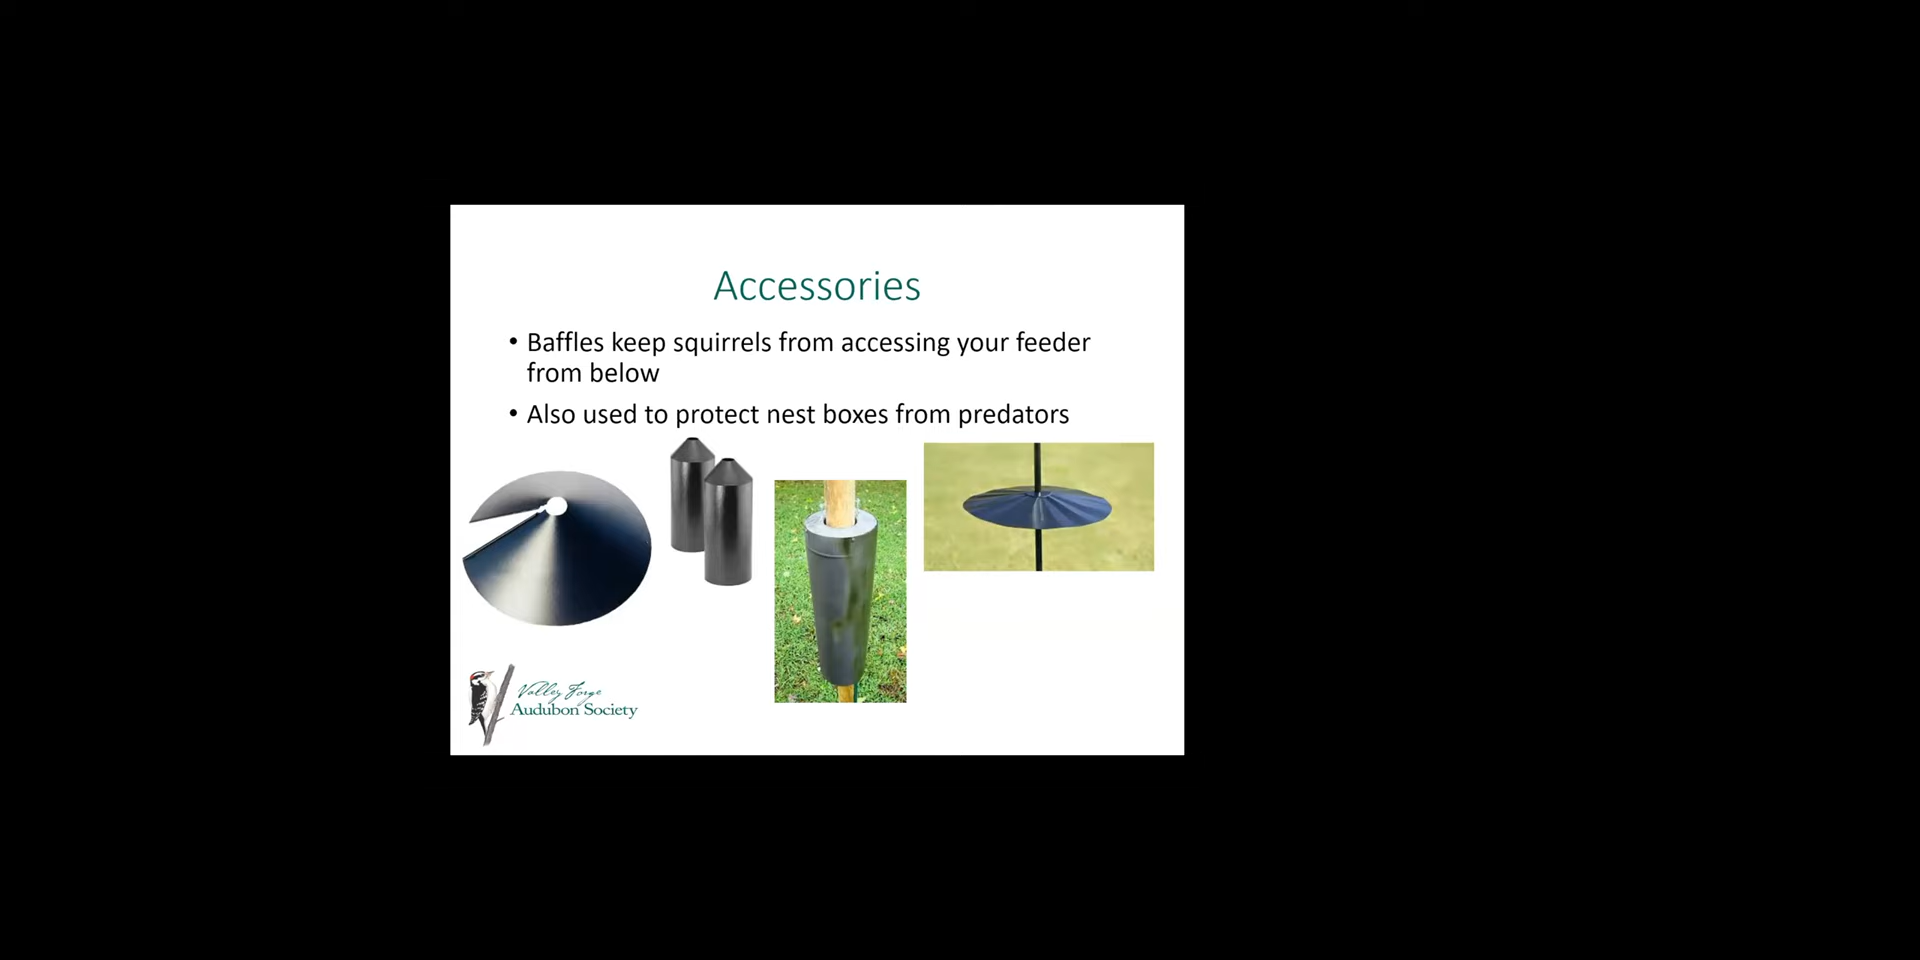 Accessories
• Baffles keep squirrels from accessing your feeder
from below
• Also used to protect nest boxes from predators
Valley Forge
Audubon Society